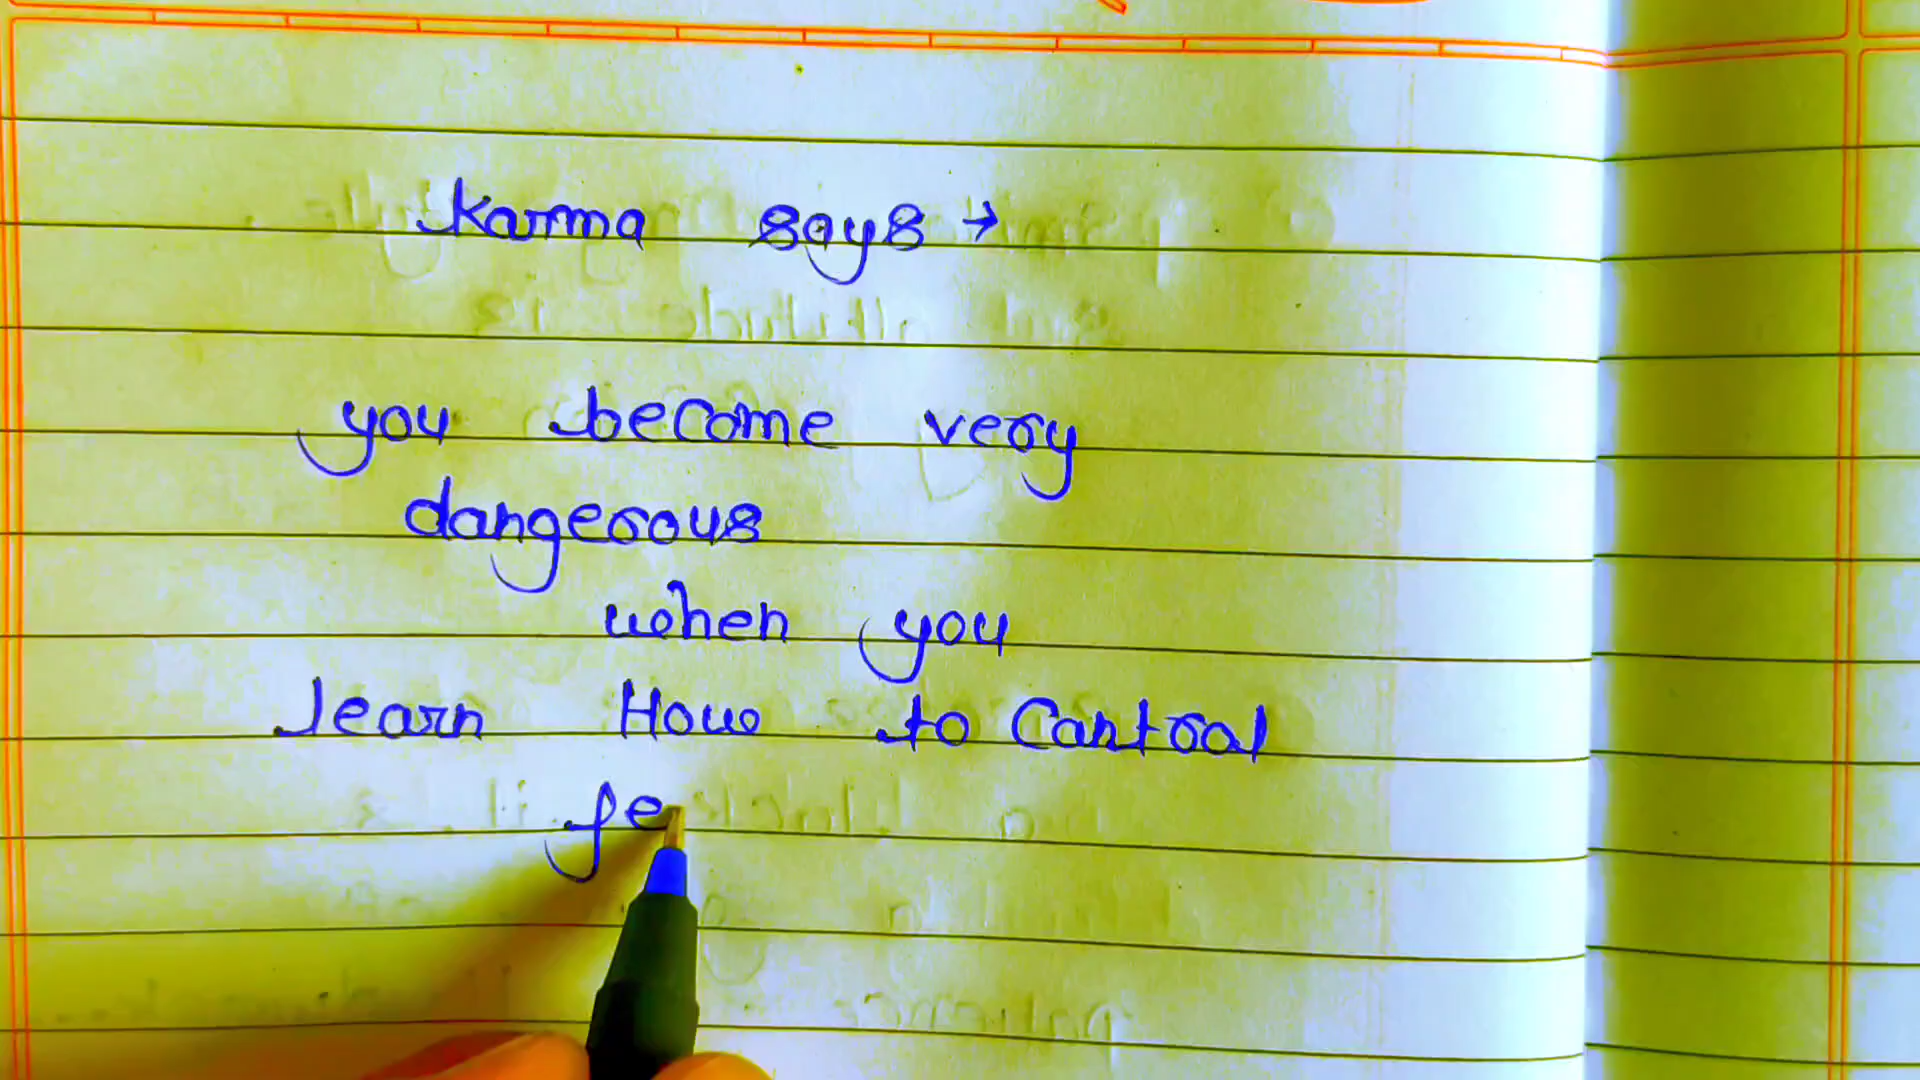 Karma says →
you become very
dangerous
when you
learn How to Control
fe